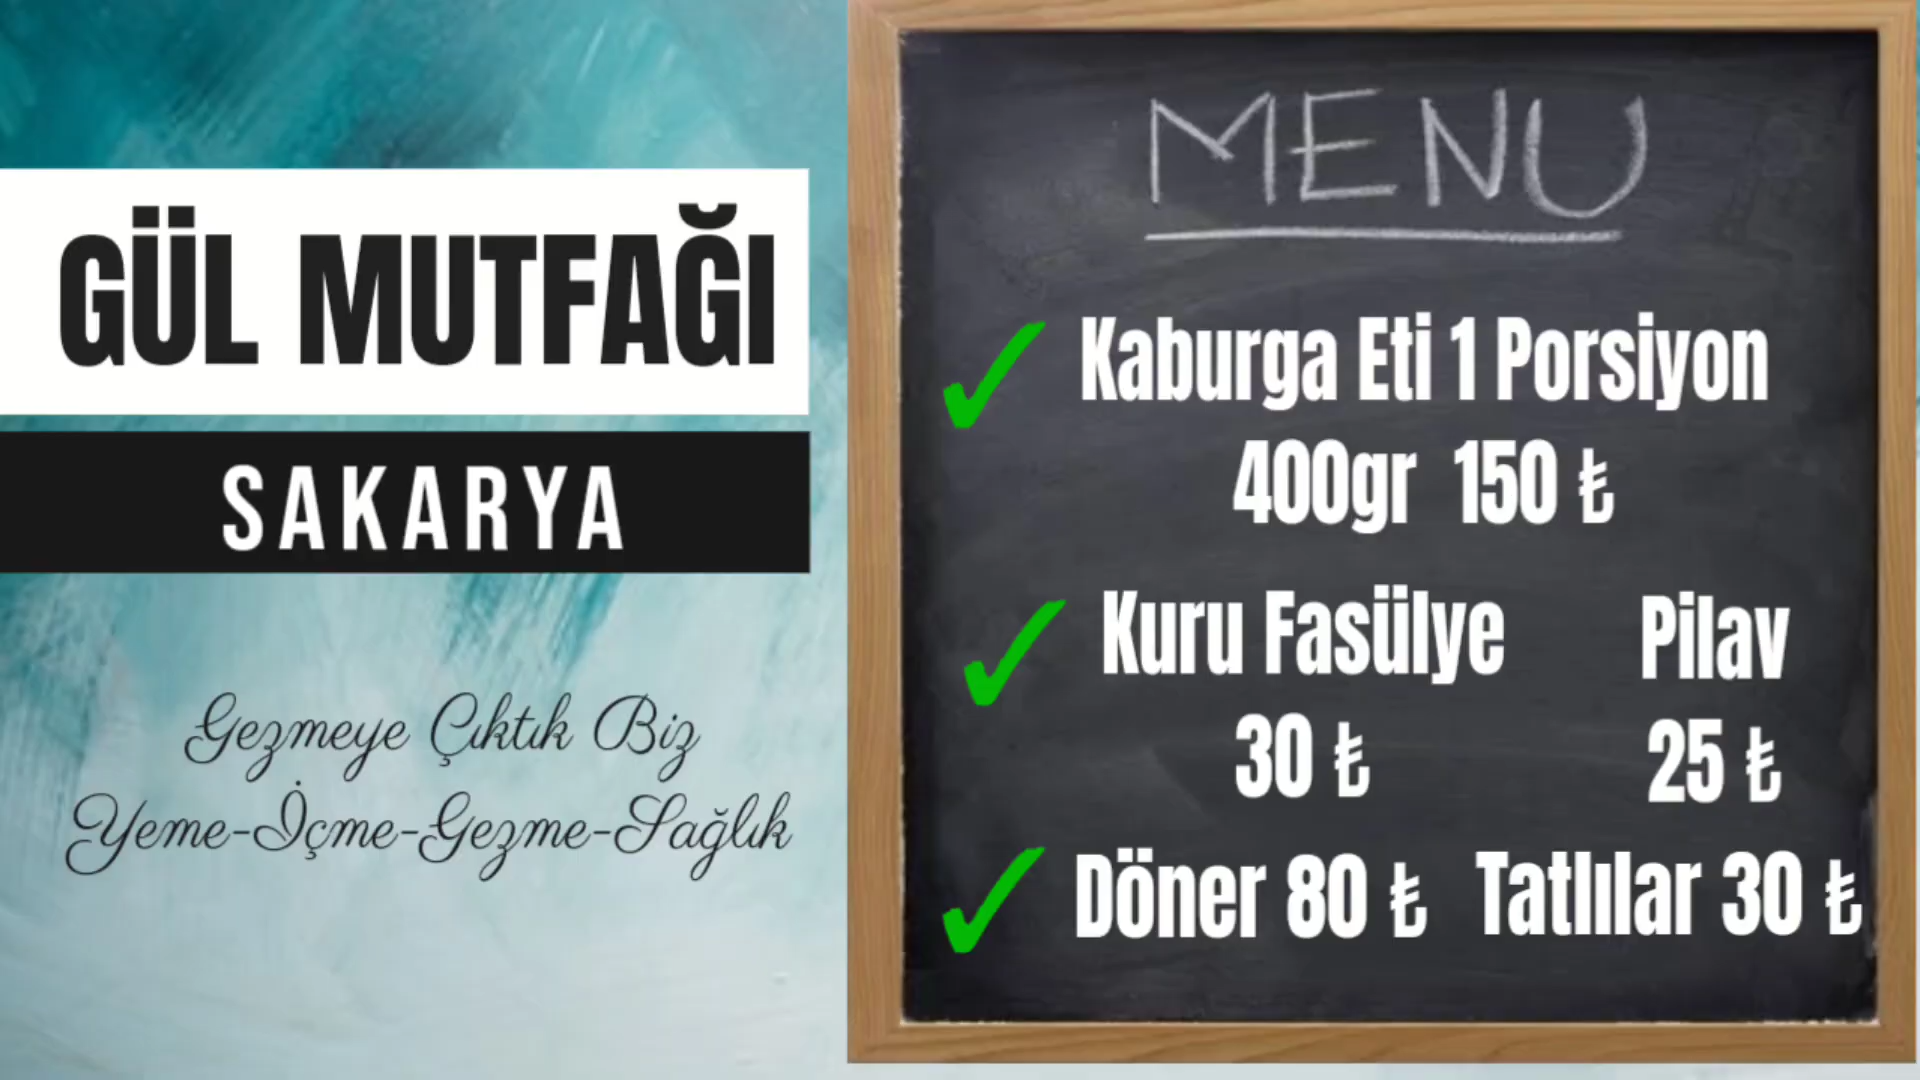 GÜL MUTFAĞI
SAKARYA
Gezmeye Çıktık Biz
Yeme-İçme-Gezme-Sağlık
MENU
Kaburga Eti 1 Porsiyon
400gr 150 ₺
Kuru Fasülye Pilav
30 ₺ 25 ₺
Döner 80 ₺ Tatlılar 30 ₺